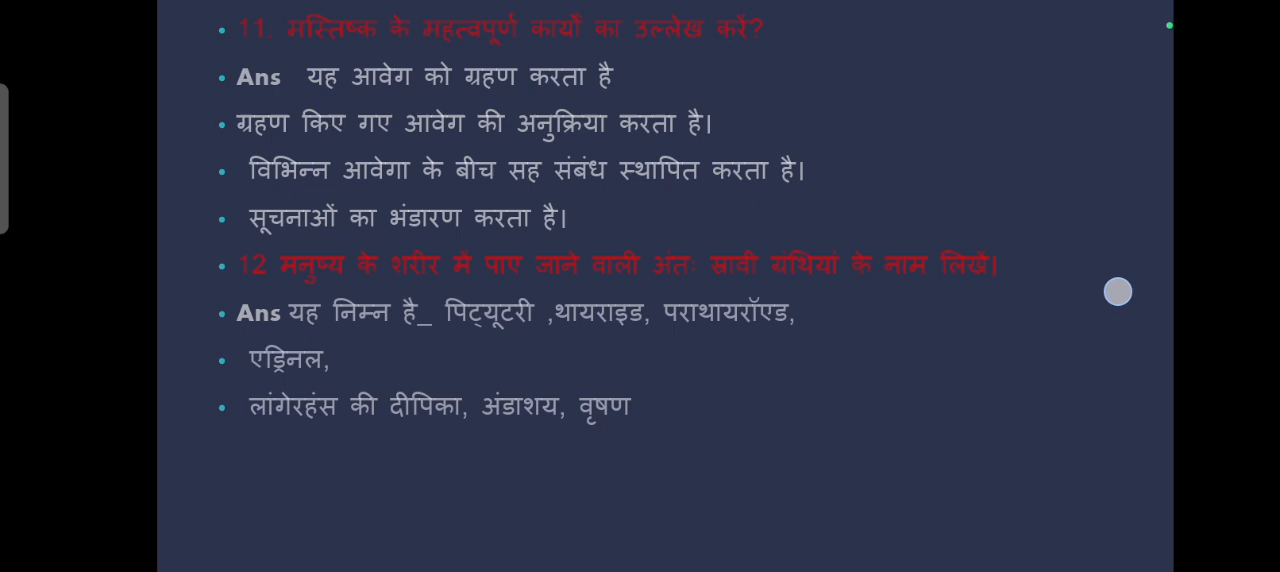 11. मस्तिष्क के महत्वपूर्ण कार्यों का उल्लेख करें?
Ans यह आवेग को ग्रहण करता है
ग्रहण किए गए आवेग की अनुक्रिया करता है।
विभिन्न आवेगा के बीच सह संबंध स्थापित करता है।
सूचनाओं का भंडारण करता है।
12 मनुष्य के शरीर में पाए जाने वाली अंतः स्रावी ग्रंथियां के नाम लिखें।
Ans यह निम्न है_ पिट्यूटरी ,थायराइड, पराथायरॉएड,
एड्रिनल,
लांगेरहंस की दीपिका, अंडाशय, वृषण